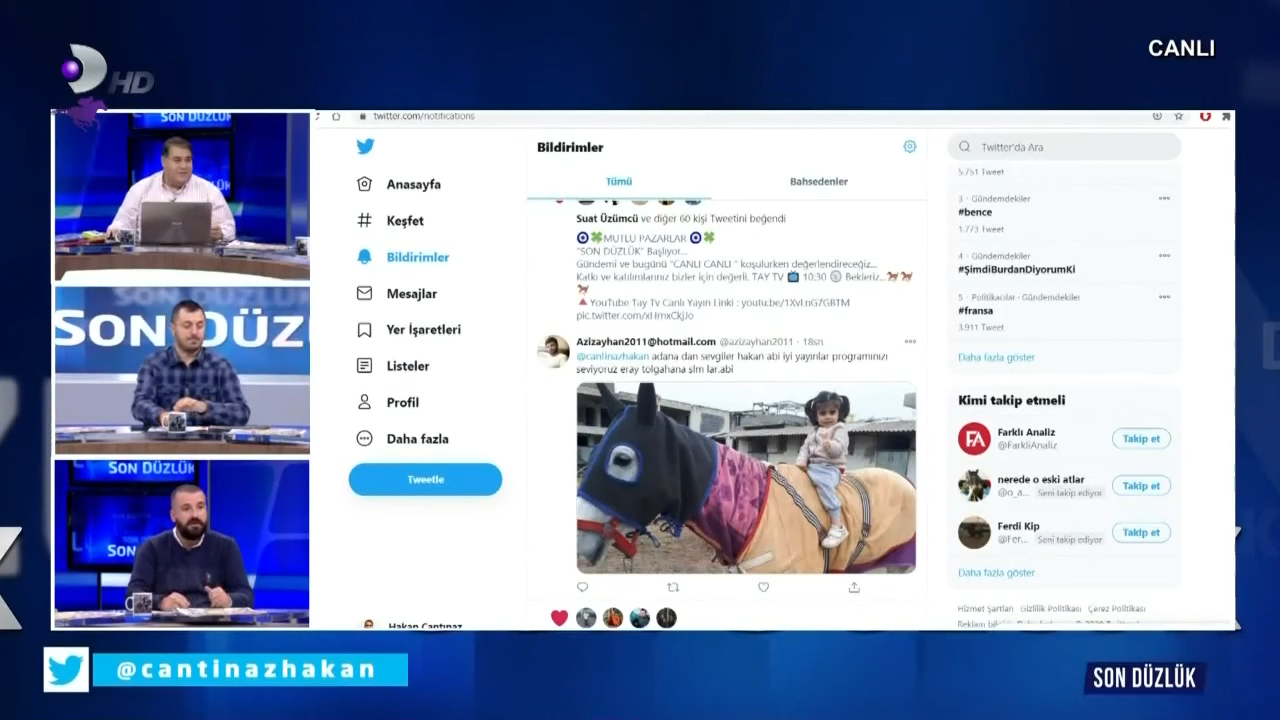 CANLI
HD
SON DÜZLÜK
SON DÜZ
SON DÜZLÜK
SON
twitter.com/notifications
Anasayfa
Keşfet
Bildirimler
Mesajlar
Yer İşaretleri
Listeler
Profil
Daha fazla
Tweetle
Hakan Cantınaz
Bildirimler
Tümü
Bahsedenler
Suat Üzümcü ve diğer 60 kişi Tweetini beğendi
MUTLU PAZARLAR
"SON DÜZLÜK" Başlıyor...
Gündemi ve bugünü "CANLI CANLI " koşulurken değerlendireceğiz...
Katkı ve katılımlarınız bizler için değerli. TAY TV 10:30 Bekleriz..
YouTube Tay Tv Canlı Yayın Linki :
Azizayhan2011@hotmail.com @azizayhan2011 · 18sn
@cantinazhakan adana dan sevgiler hakan abi iyi yayınlar programınızı
seviyoruz eray tolgahana slm lar.abi
Twitter'da Ara
5.751 Tweet
3 · Gündemdekiler
#bence
1.773 Tweet
4 · Gündemdekiler
#ŞimdiBurdanDiyorumKi
5 · Politikacılar · Gündemdekiler
#fransa
3.911 Tweet
Daha fazla göster
Kimi takip etmeli
FA
Farklı Analiz
@FarkliAnaliz
Takip et
nerede o eski atlar
@o_a... Seni takip ediyor
Takip et
Ferdi Kip
@Fer... Seni takip ediyor
Takip et
Daha fazla göster
Hizmet Şartları Gizlilik Politikası Çerez Politikası
@cantinazhakan
SON DÜZLÜK